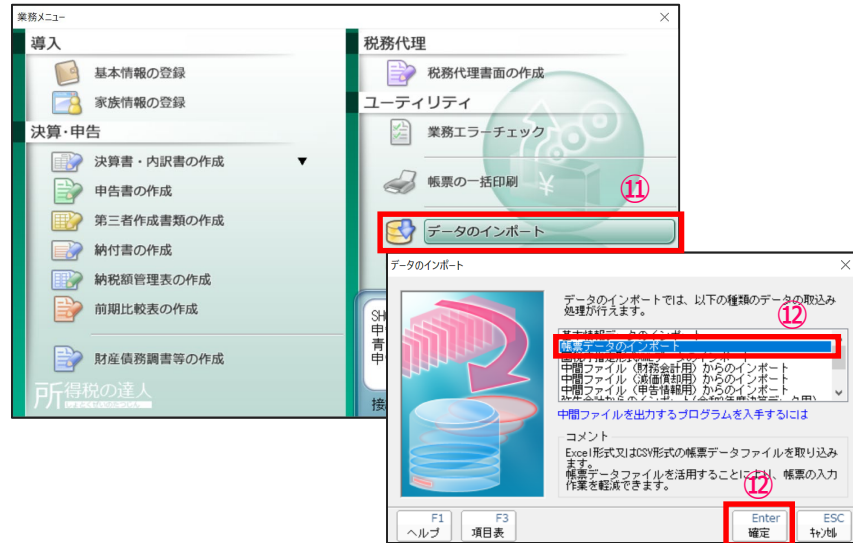 業務メニュー
導入
基本情報の登録
家族情報の登録
決算・申告
決算書・内訳書の作成 ▼
申告書の作成
第三者作成書類の作成
納付書の作成
納税額管理表の作成
前期比較表の作成
財産債務調書等の作成
所得税の達人
税務代理
税務代理書面の作成
ユーティリティ
業務エラーチェック
帳票の一括印刷
⑪
データのインポート
データのインポート
データのインポートでは、以下の種類のデータの取込み
処理が行えます。
⑫
基本情報データのインポート
帳票データのインポート
中間ファイル（財務会計用）からのインポート
中間ファイル（減価償却用）からのインポート
中間ファイル（申告情報用）からのインポート
中間ファイルを出力するプログラムを入手するには
コメント
Excel形式又はCSV形式の帳票データファイルを取り込み
ます。
帳票データファイルを活用することにより、帳票の入力
作業を軽減できます。
⑫
F1
ヘルプ
F3
項目表
Enter
確定
ESC
キャンセル